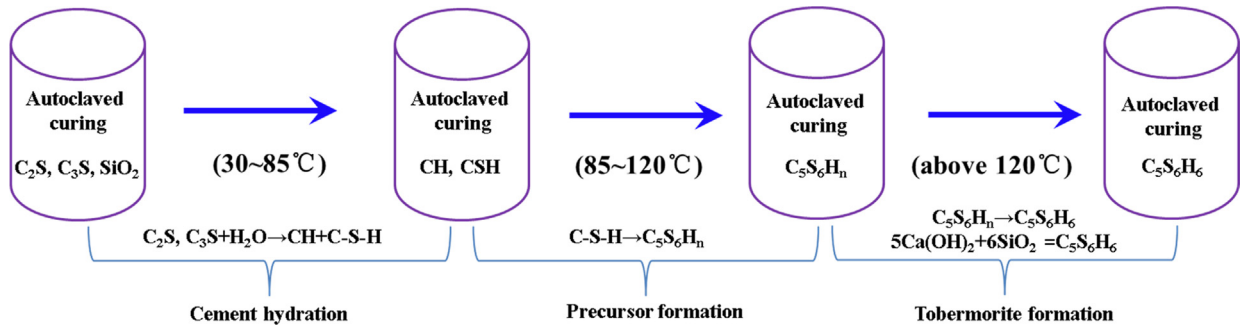 Autoclaved
curing
C₂S, C₃S, SiO₂
(30~85℃)
Autoclaved
curing
CH, CSH
(85~120℃)
Autoclaved
curing
C₅S₆Hₙ
(above 120℃)
Autoclaved
curing
C₅S₆H₆
C₂S, C₃S+H₂O→CH+C-S-H
C-S-H→C₅S₆Hₙ
C₅S₆Hₙ→C₅S₆H₆
5Ca(OH)₂+6SiO₂ =C₅S₆H₆
Cement hydration
Precursor formation
Tobermorite formation